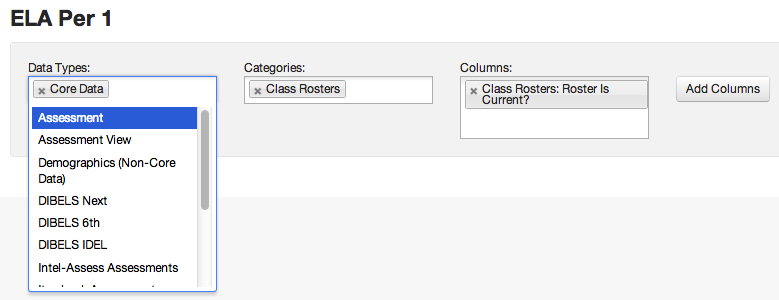 ELA Per 1
Data Types:
Categories:
Columns:
× Core Data
× Class Rosters
× Class Rosters: Roster Is
Current?
Add Columns
Assessment
Assessment View
Demographics (Non-Core
Data)
DIBELS Next
DIBELS 6th
DIBELS IDEL
Intel-Assess Assessments